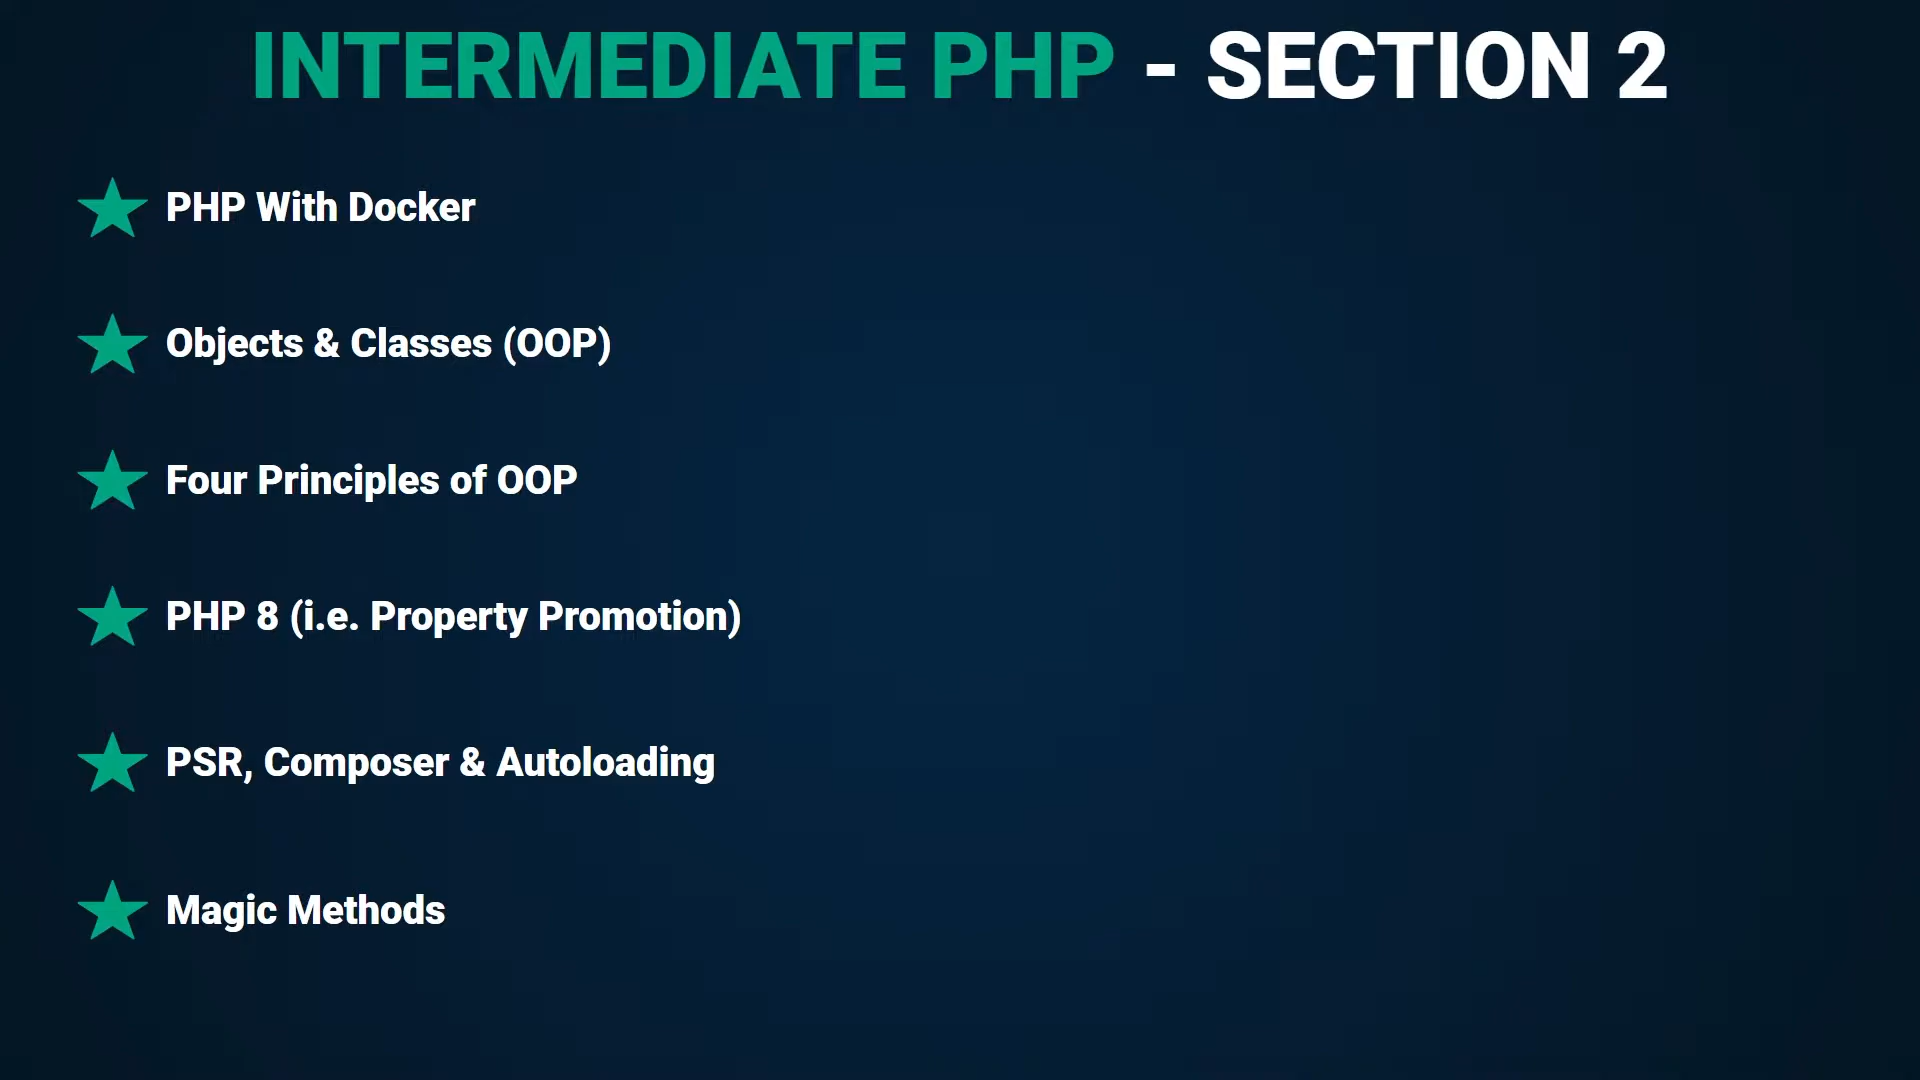 INTERMEDIATE PHP - SECTION 2
PHP With Docker
Objects & Classes (OOP)
Four Principles of OOP
PHP 8 (i.e. Property Promotion)
PSR, Composer & Autoloading
Magic Methods